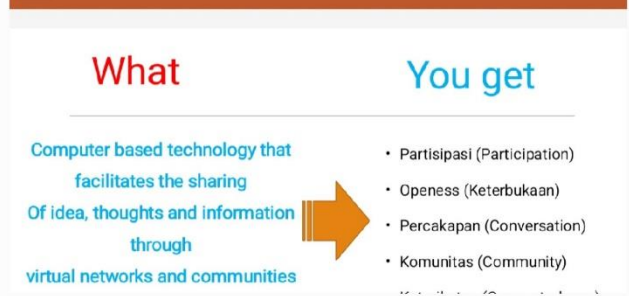 What
You get
Computer based technology that
facilitates the sharing
Of idea, thoughts and information
through
virtual networks and communities
• Partisipasi (Participation)
• Openess (Keterbukaan)
• Percakapan (Conversation)
• Komunitas (Community)